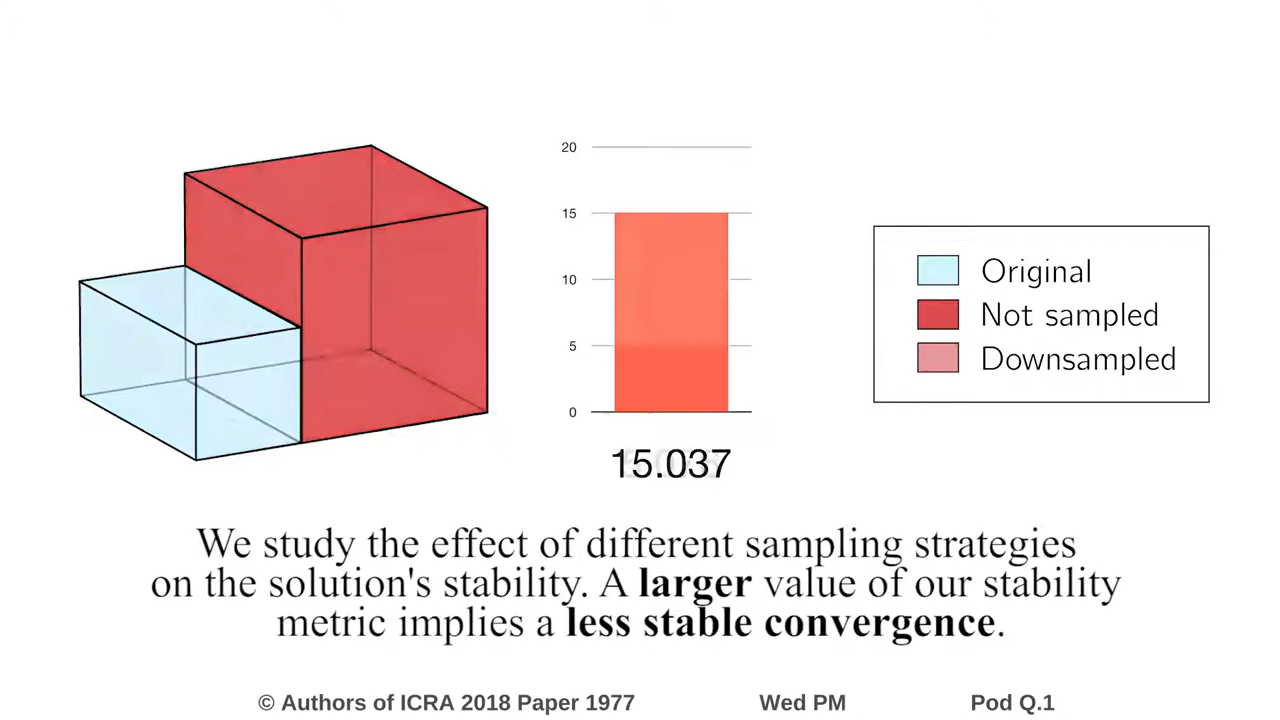 20
15
10
5
0
15.037
Original
Not sampled
Downsampled
We study the effect of different sampling strategies
on the solution's stability. A larger value of our stability
metric implies a less stable convergence.
© Authors of ICRA 2018 Paper 1977 Wed PM Pod Q.1